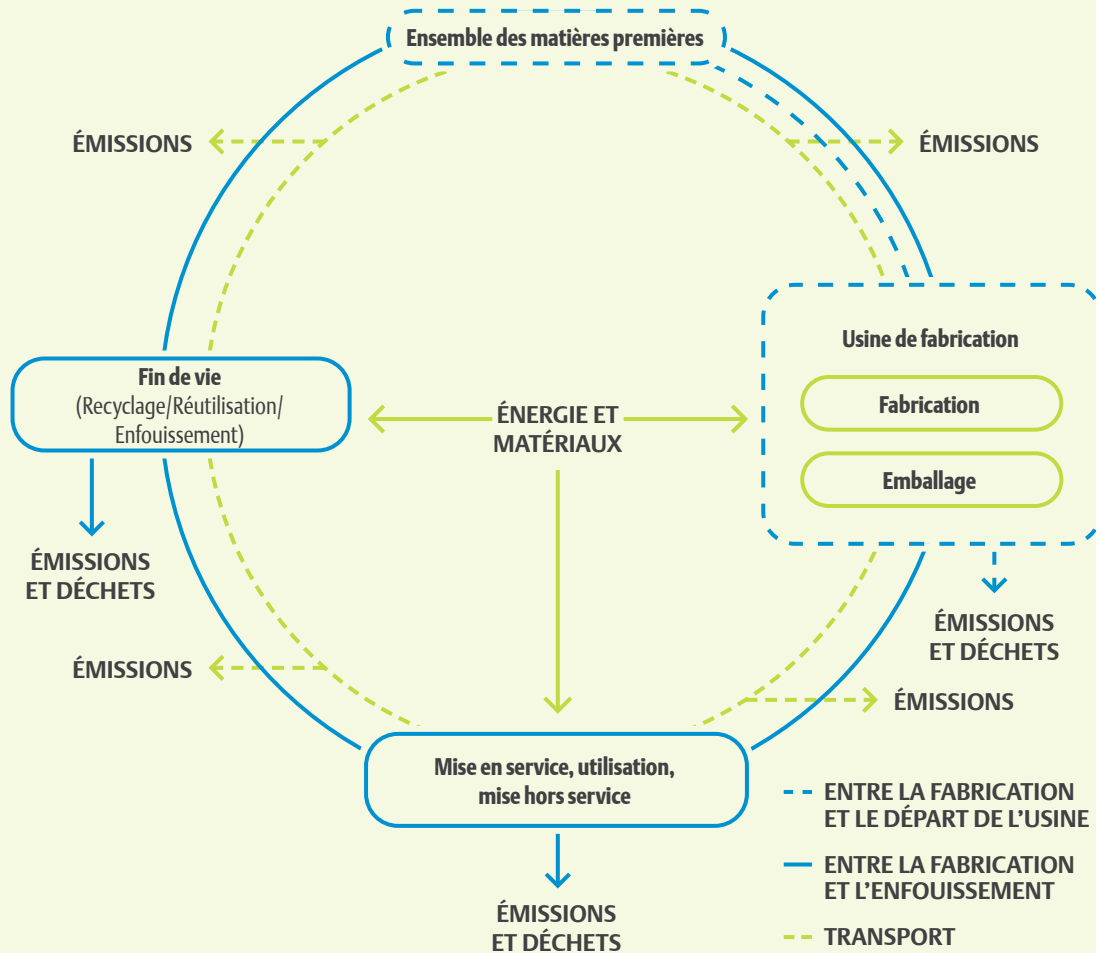 Ensemble des matières premières
ÉMISSIONS
ÉMISSIONS
Usine de fabrication
Fabrication
Emballage
Fin de vie
(Recyclage/Réutilisation/
Enfouissement)
ÉNERGIE ET
MATÉRIAUX
ÉMISSIONS
ET DÉCHETS
ÉMISSIONS
ET DÉCHETS
ÉMISSIONS
ÉMISSIONS
Mise en service, utilisation,
mise hors service
ÉMISSIONS
ET DÉCHETS
ENTRE LA FABRICATION
ET LE DÉPART DE L'USINE
ENTRE LA FABRICATION
ET L'ENFOUISSEMENT
TRANSPORT